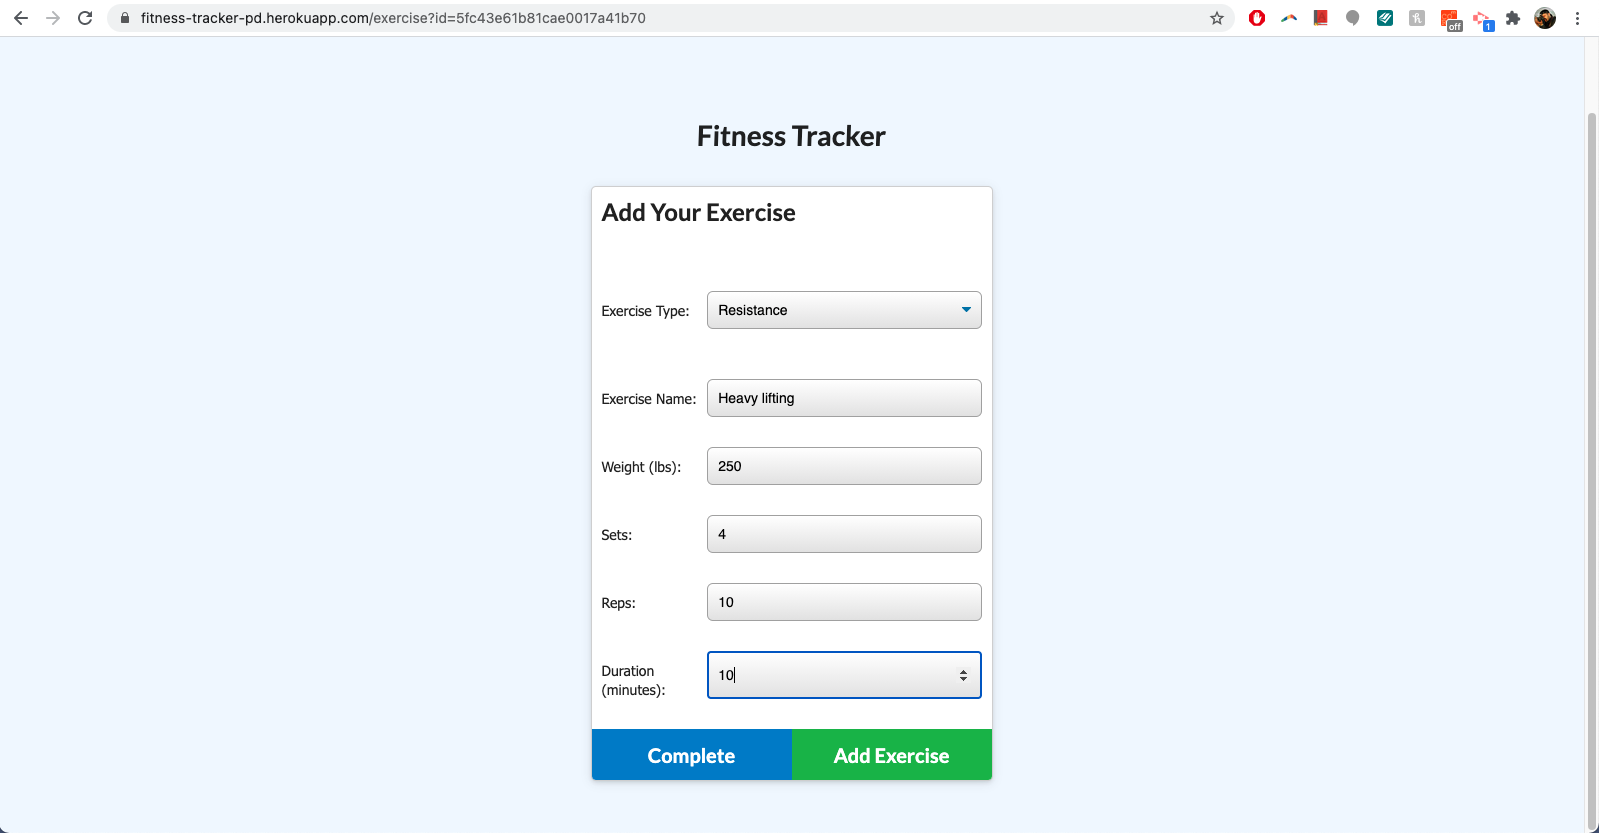 fitness-tracker-pd.herokuapp.com/exercise?id=5fc43e61b81cae0017a41b70
off
1
Fitness Tracker
Add Your Exercise
Exercise Type: Resistance
Exercise Name: Heavy lifting
Weight (lbs): 250
Sets: 4
Reps: 10
Duration
(minutes): 10
Complete Add Exercise